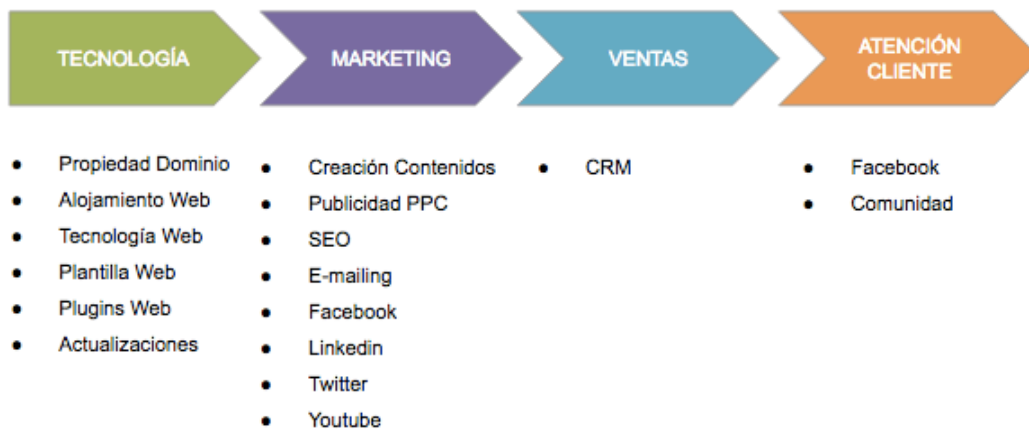 TECNOLOGÍA
MARKETING
VENTAS
ATENCIÓN
CLIENTE
● Propiedad Dominio
● Alojamiento Web
● Tecnología Web
● Plantilla Web
● Plugins Web
● Actualizaciones
● Creación Contenidos
● Publicidad PPC
● SEO
● E-mailing
● Facebook
● Linkedin
● Twitter
● Youtube
● CRM
● Facebook
● Comunidad